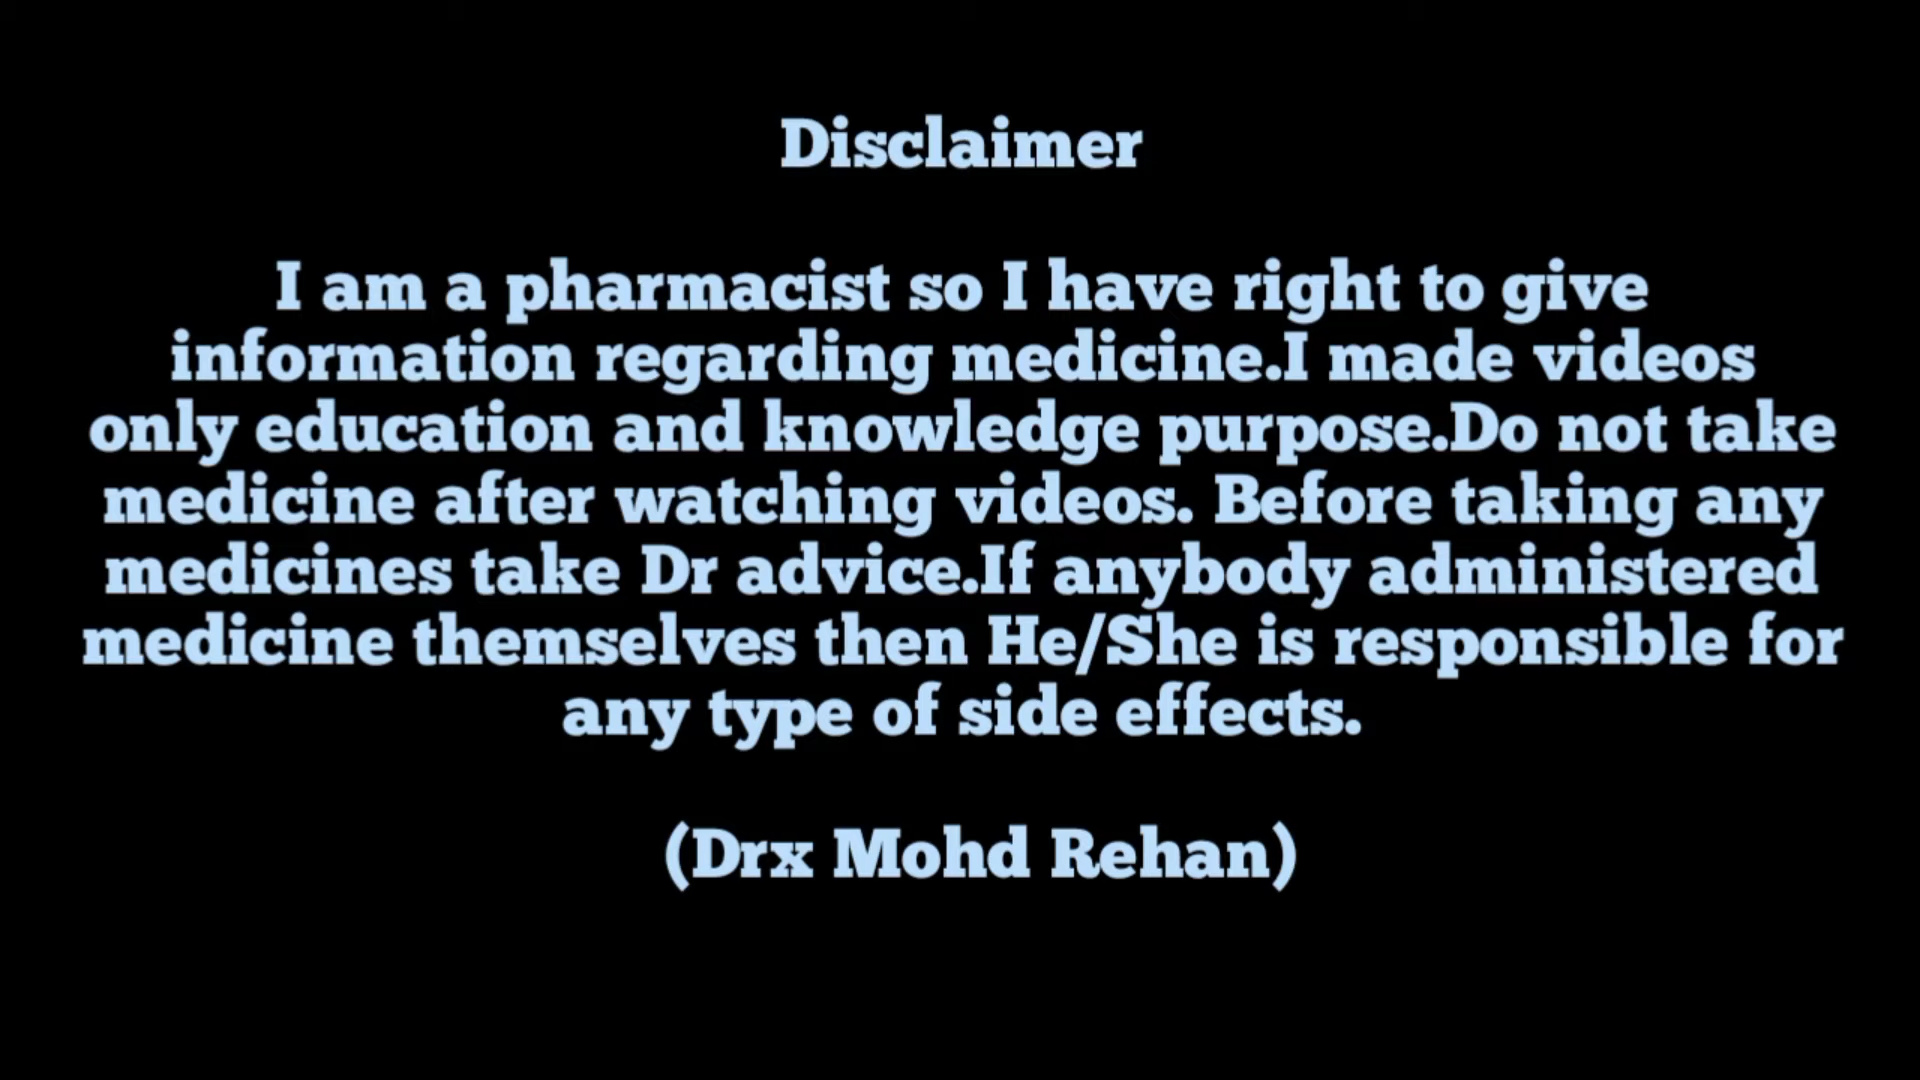 Disclaimer
I am a pharmacist so I have right to give
information regarding medicine.I made videos
only education and knowledge purpose.Do not take
medicine after watching videos. Before taking any
medicines take Dr advice.If anybody administered
medicine themselves then He/She is responsible for
any type of side effects.
(Drx Mohd Rehan)